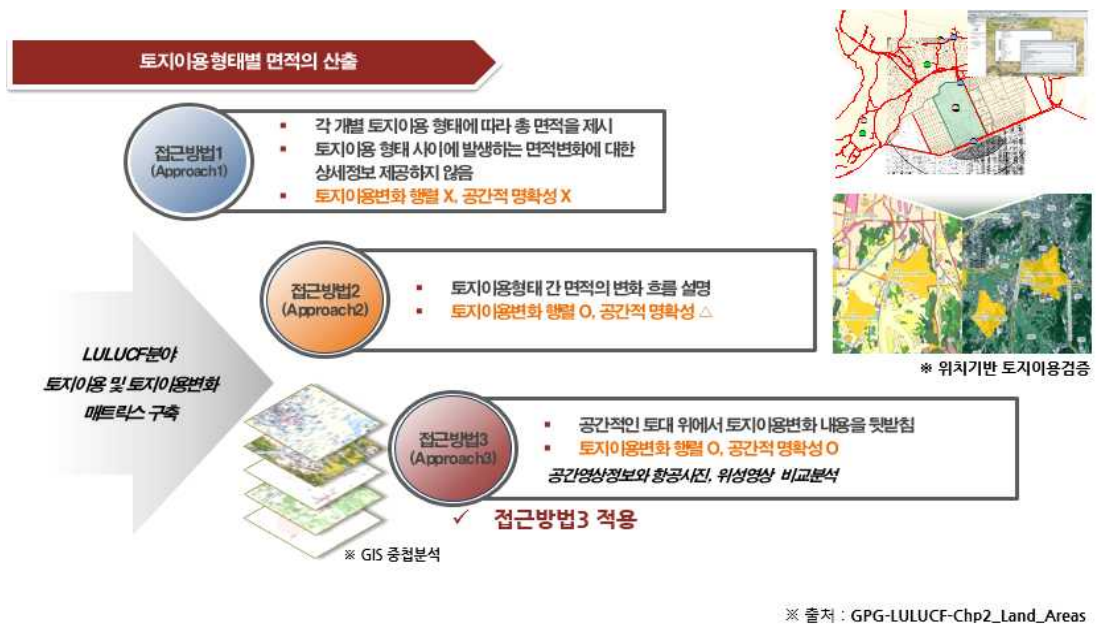 토지이용형태별 면적의 산출
접근방법1
(Approach1)
▪ 각 개별 토지이용 형태에 따라 총 면적을 제시
▪ 토지이용 형태 사이에 발생하는 면적변화에 대한
상세정보 제공하지 않음
▪ 토지이용변화 행렬 X, 공간적 명확성 X
접근방법2
(Approach2)
▪ 토지이용형태 간 면적의 변화 흐름 설명
▪ 토지이용변화 행렬 O, 공간적 명확성 △
※ 위치기반 토지이용검증
LULUCF분야
토지이용 및 토지이용변화
매트릭스 구축
접근방법3
(Approach3)
▪ 공간적인 토대 위에서 토지이용변화 내용을 뒷받침
▪ 토지이용변화 행렬 O, 공간적 명확성 O
공간영상정보와 항공사진, 위성영상 비교분석
✓ 접근방법3 적용
※ GIS 중첩분석
※ 출처 : GPG-LULUCF-Chp2_Land_Areas